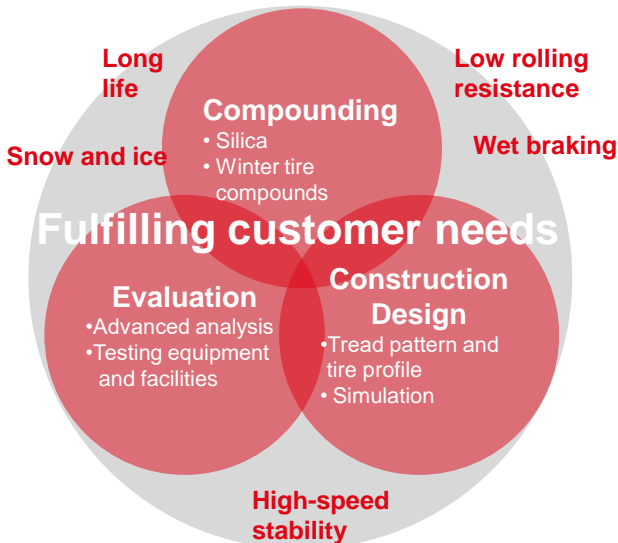 Long
life
Low rolling
resistance
Compounding
• Silica
• Winter tire
compounds
Snow and ice
Wet braking
Fulfilling customer needs
Evaluation
•Advanced analysis
•Testing equipment
and facilities
Construction
Design
•Tread pattern and
tire profile
• Simulation
High-speed
stability